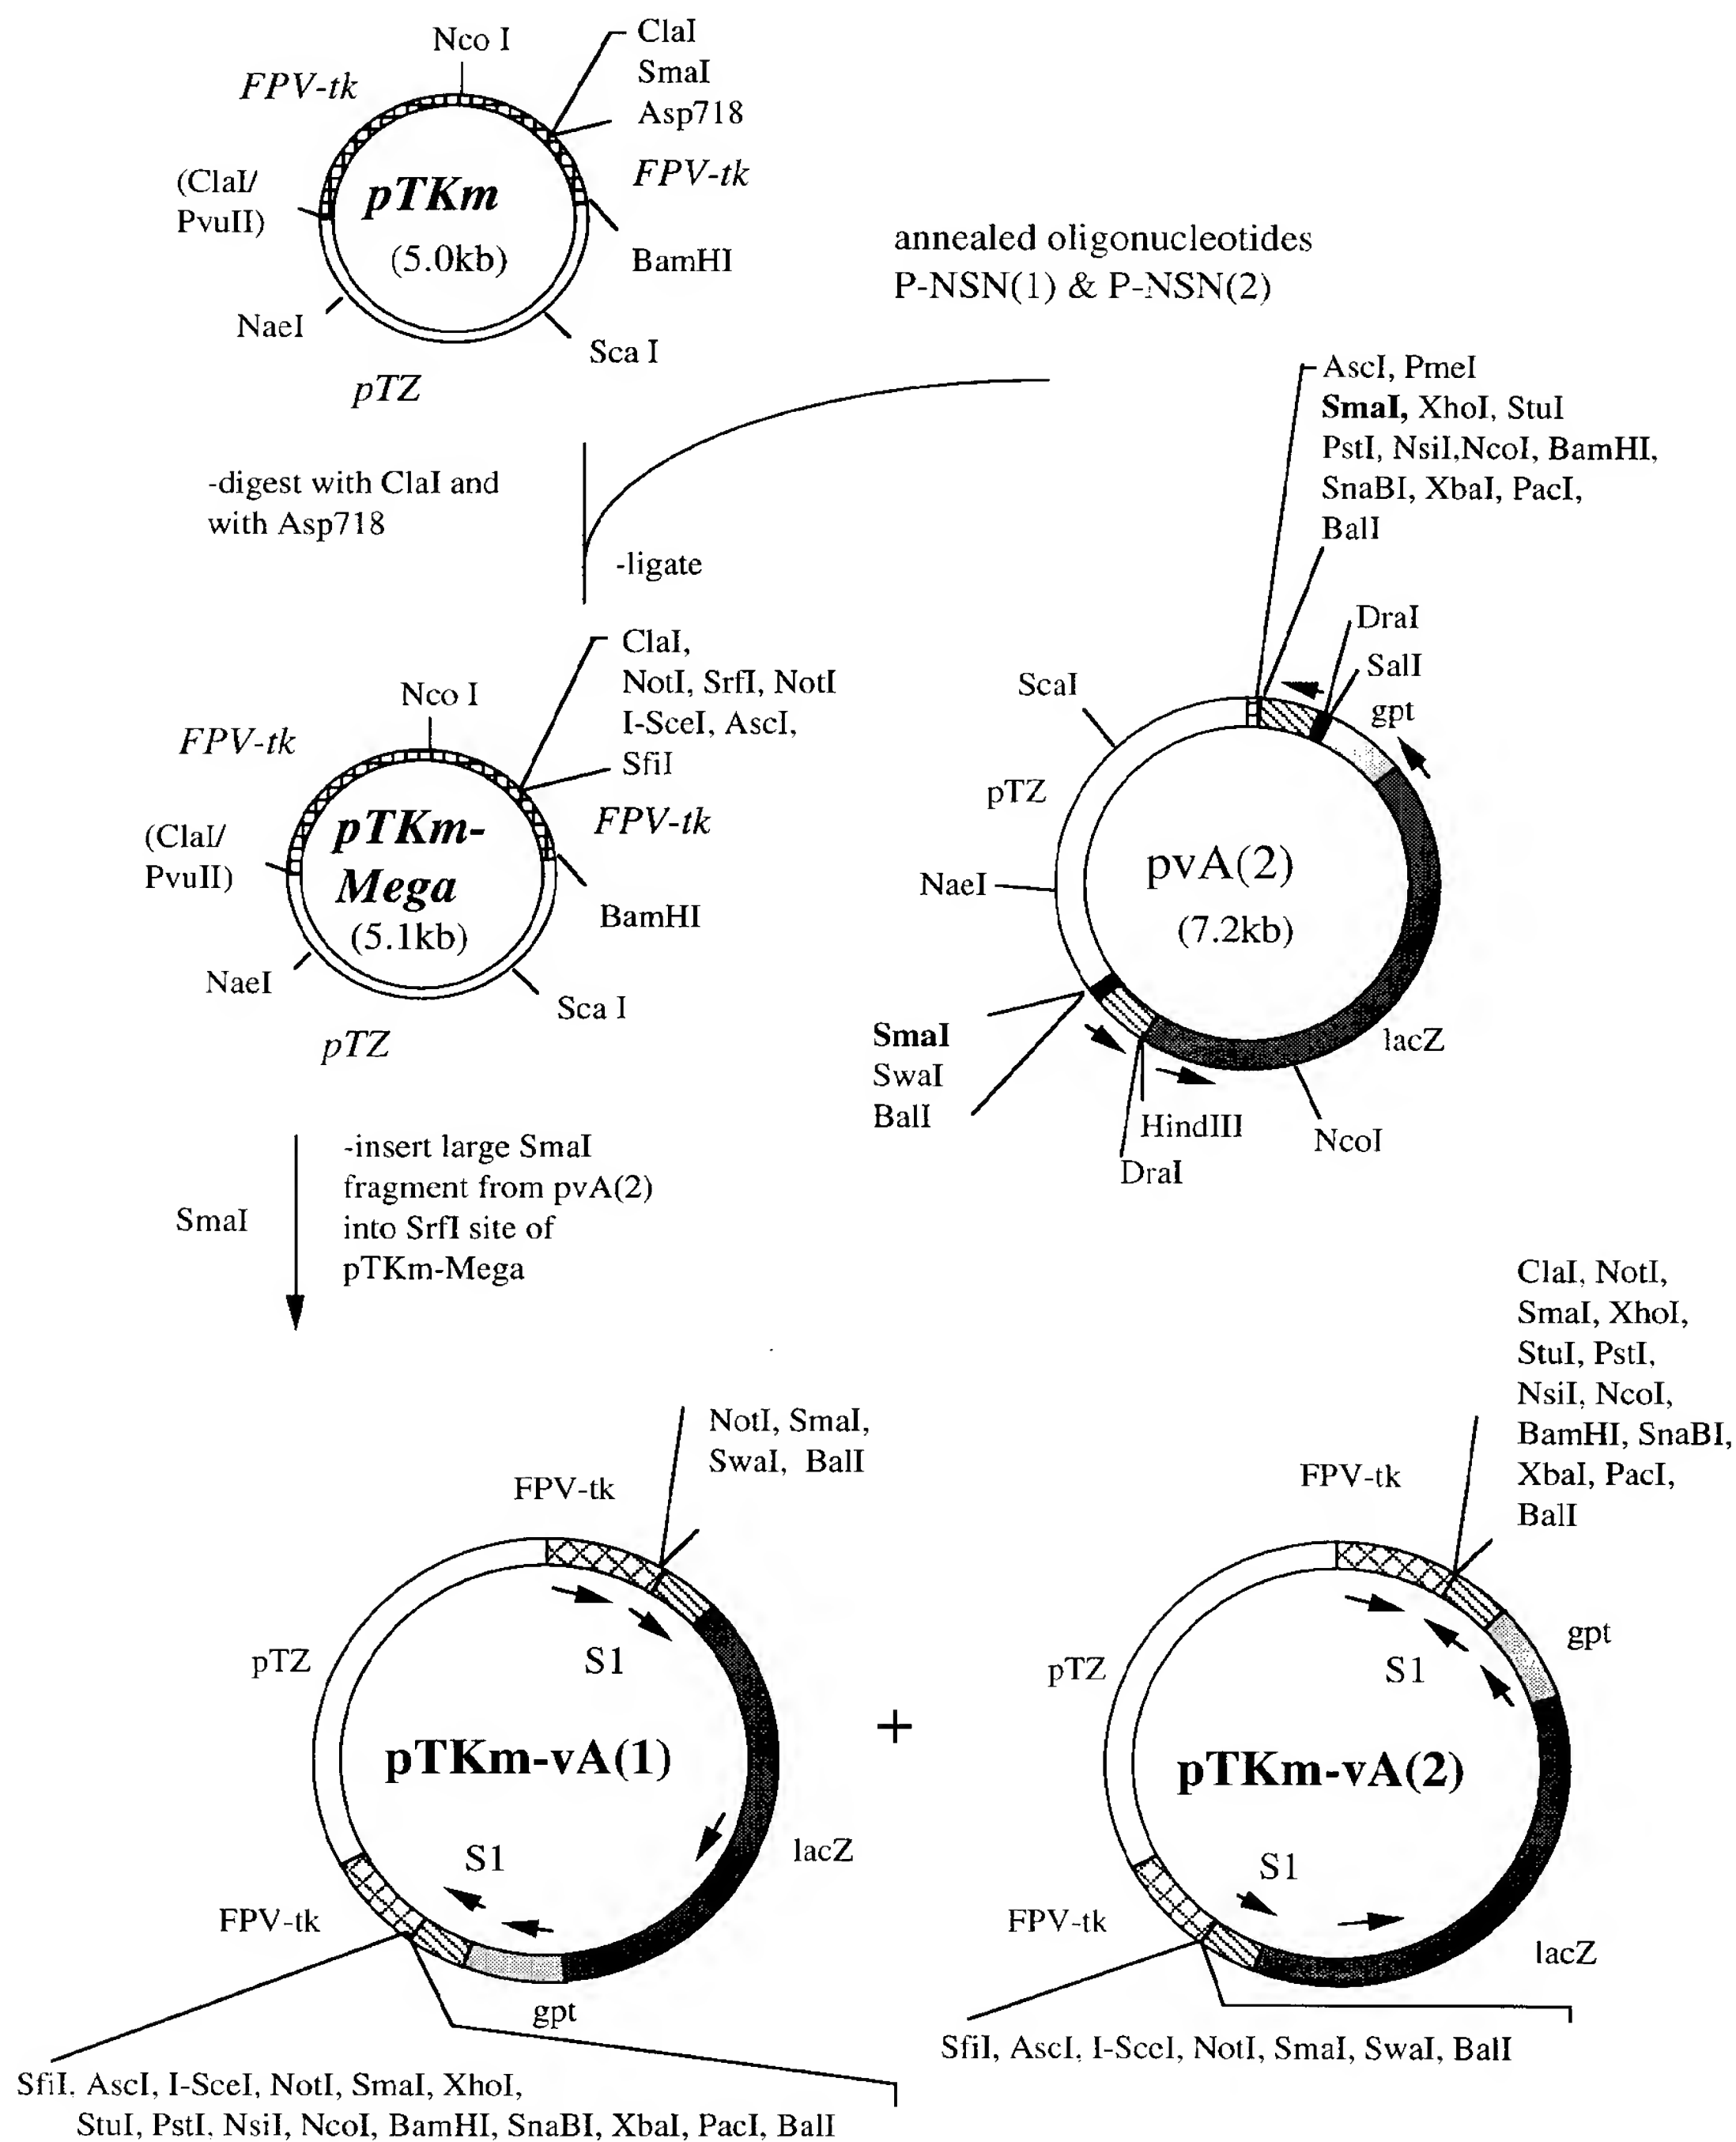 Nco I
ClaI
SmaI
Asp718
FPV-tk
FPV-tk
(ClaI/
PvuII)
pTKm
(5.0kb)
BamHI
NaeI
Sca I
pTZ
annealed oligonucleotides
P-NSN(1) & P-NSN(2)
-digest with ClaI and
with Asp718
-ligate
AscI, PmeI
SmaI, XhoI, StuI
PstI, NsiI,NcoI, BamHI,
SnaBI, XbaI, PacI,
BalI
DraI
SalI
gpt
ScaI
pTZ
NaeI
pvA(2)
(7.2kb)
lacZ
SmaI
SwaI
BalI
HindIII
DraI
NcoI
ClaI,
NotI, SrfI, NotI
I-SceI, AscI,
SfiI
Nco I
FPV-tk
FPV-tk
(ClaI/
PvuII)
pTKm-
Mega
(5.1kb)
BamHI
NaeI
Sca I
pTZ
SmaI
-insert large SmaI
fragment from pvA(2)
into SrfI site of
pTKm-Mega
NotI, SmaI,
SwaI, BalI
FPV-tk
pTZ
S1
pTKm-vA(1)
lacZ
S1
FPV-tk
gpt
SfiI, AscI, I-SceI, NotI, SmaI, XhoI,
StuI, PstI, NsiI, NcoI, BamHI, SnaBI, XbaI, PacI, BalI
+
ClaI, NotI,
SmaI, XhoI,
StuI, PstI,
NsiI, NcoI,
BamHI, SnaBI,
XbaI, PacI,
BalI
FPV-tk
gpt
pTZ
S1
pTKm-vA(2)
S1
FPV-tk
lacZ
SfiI, AscI, I-SceI, NotI, SmaI, SwaI, BalI